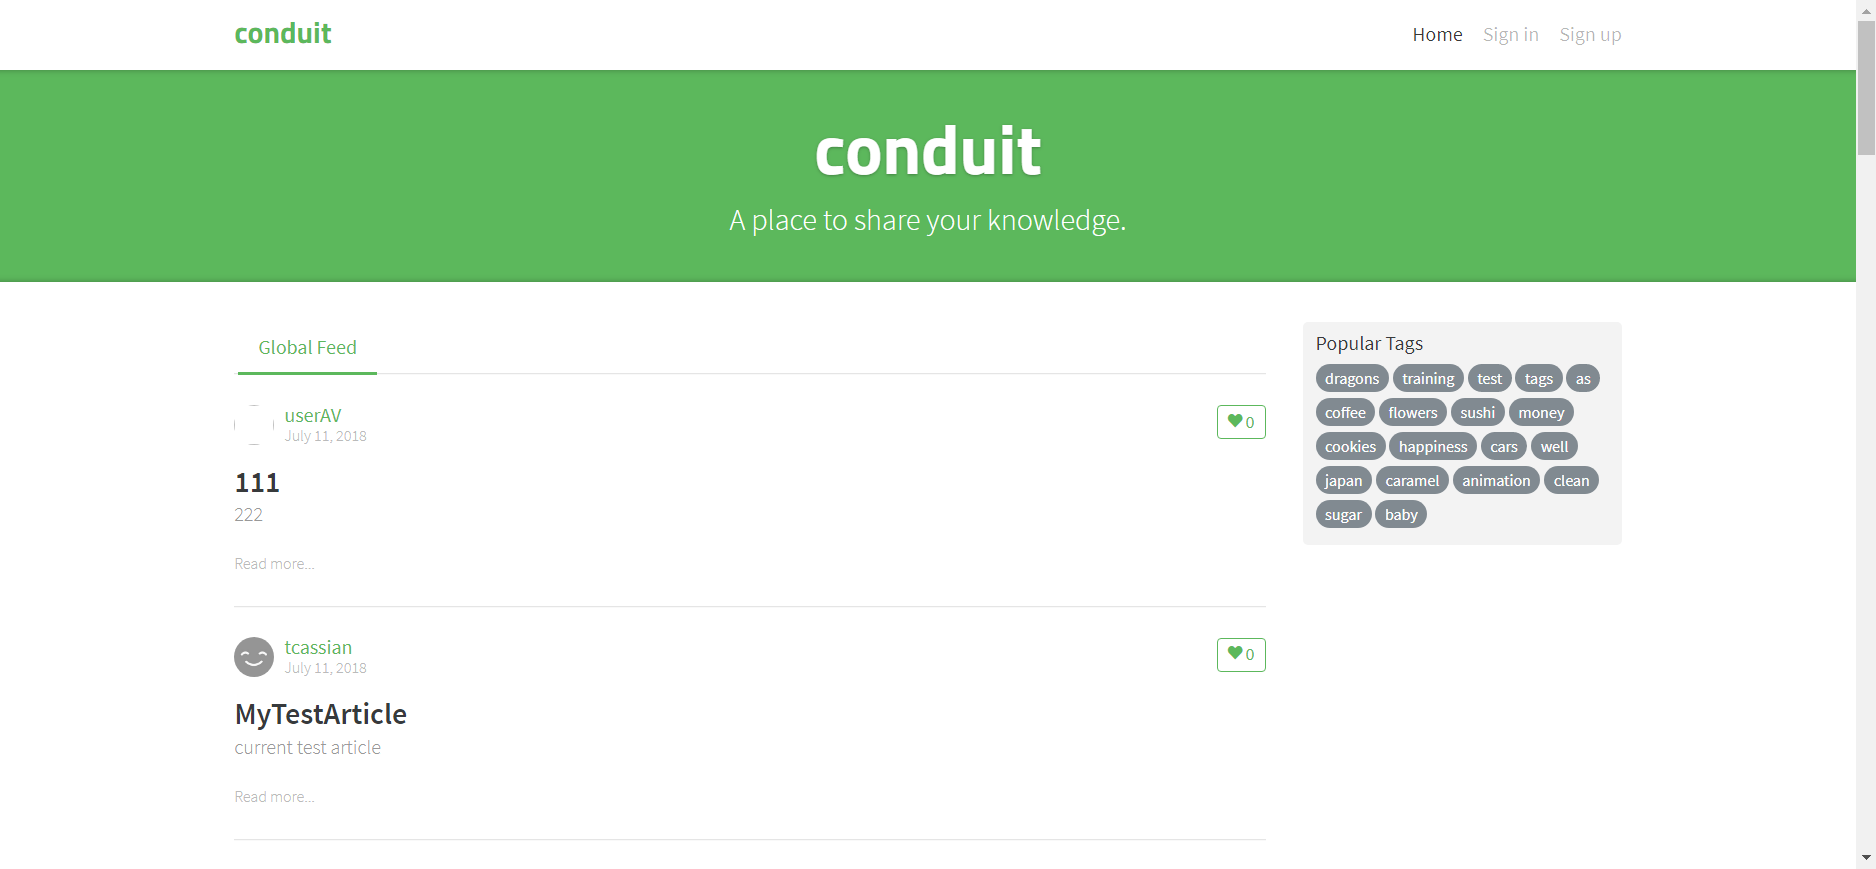 conduit
Home Sign in Sign up
conduit
A place to share your knowledge.
Global Feed
userAV
July 11, 2018
0
111
222
Read more...
tcassian
July 11, 2018
0
MyTestArticle
current test article
Read more...
Popular Tags
dragons training test tags as
coffee flowers sushi money
cookies happiness cars well
japan caramel animation clean
sugar baby